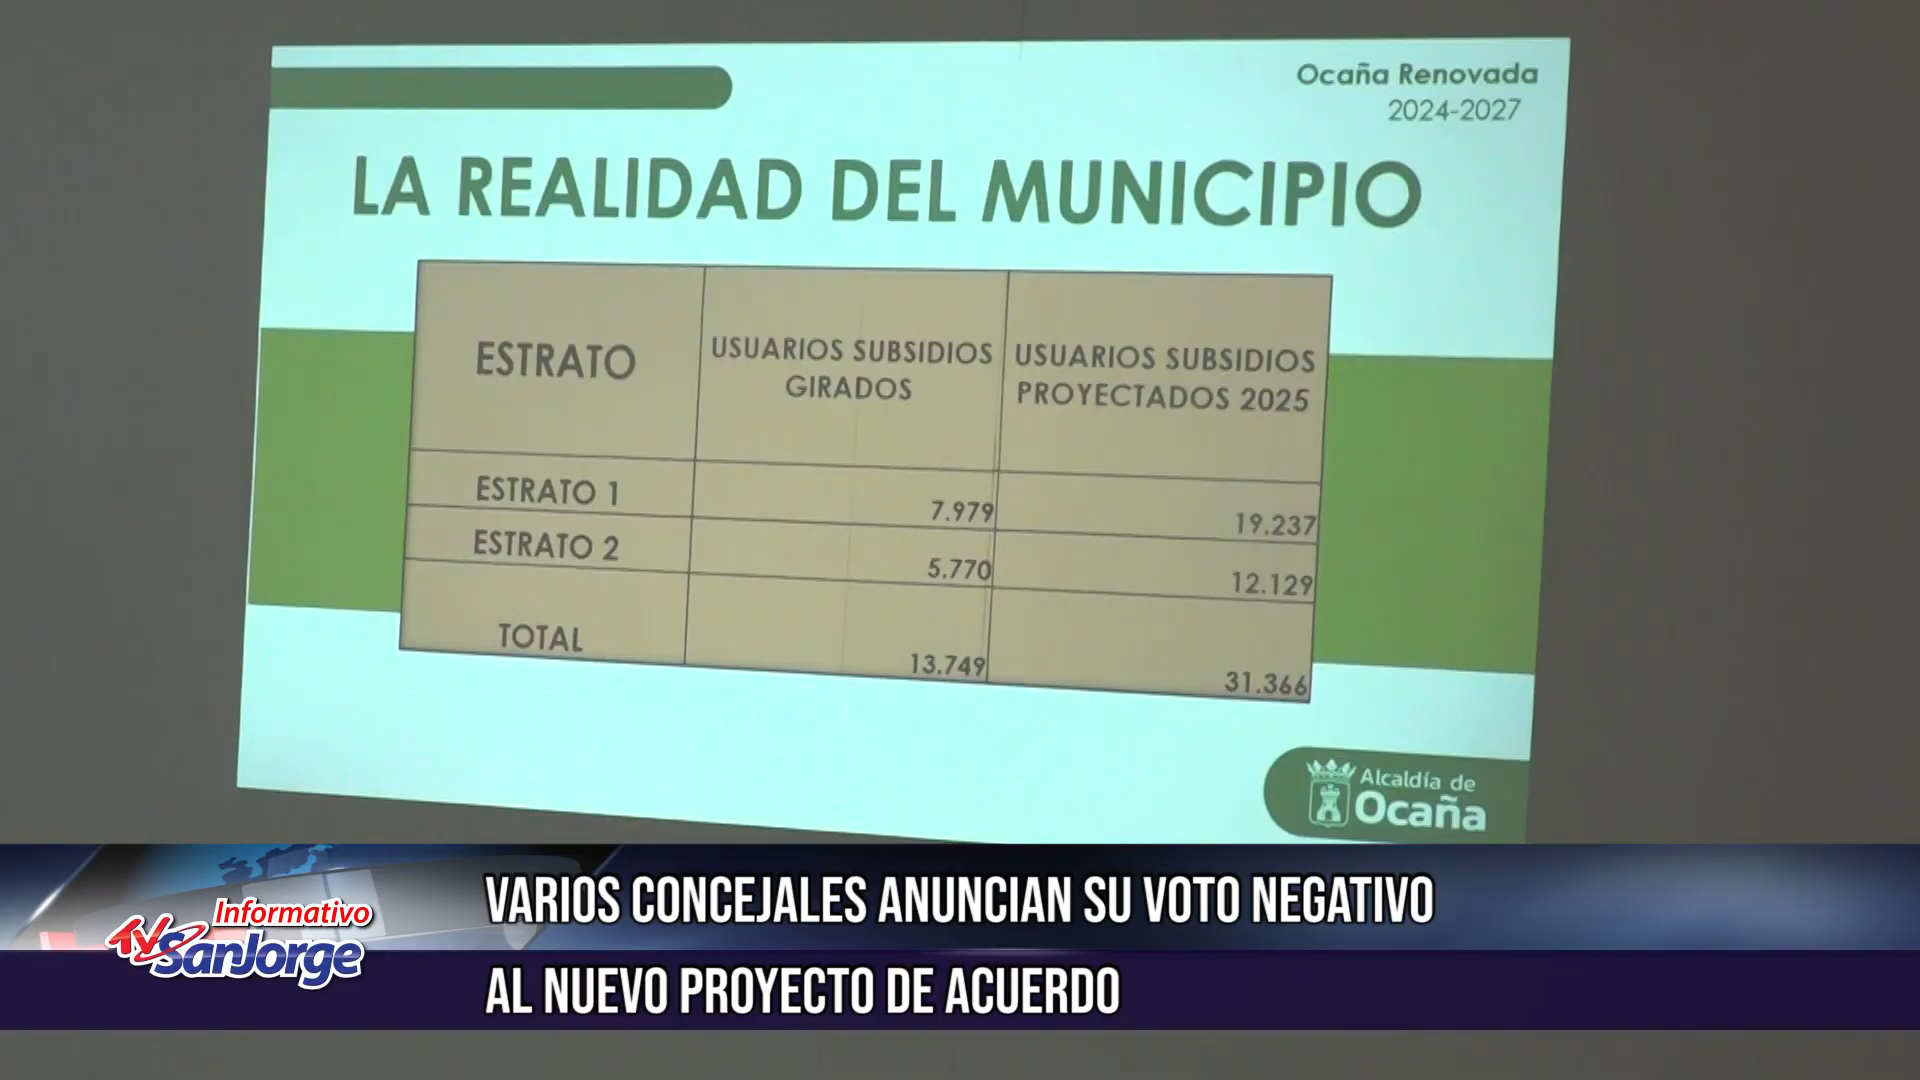 Ocaña Renovada
2024-2027
LA REALIDAD DEL MUNICIPIO
ESTRATO
USUARIOS SUBSIDIOS
GIRADOS
USUARIOS SUBSIDIOS
PROYECTADOS 2025
ESTRATO 1
7.979
19.237
ESTRATO 2
5.770
12.129
TOTAL
13.749
31.366
Alcaldía de
Ocaña
VARIOS CONCEJALES ANUNCIAN SU VOTO NEGATIVO
AL NUEVO PROYECTO DE ACUERDO
Informativo
TV SanJorge